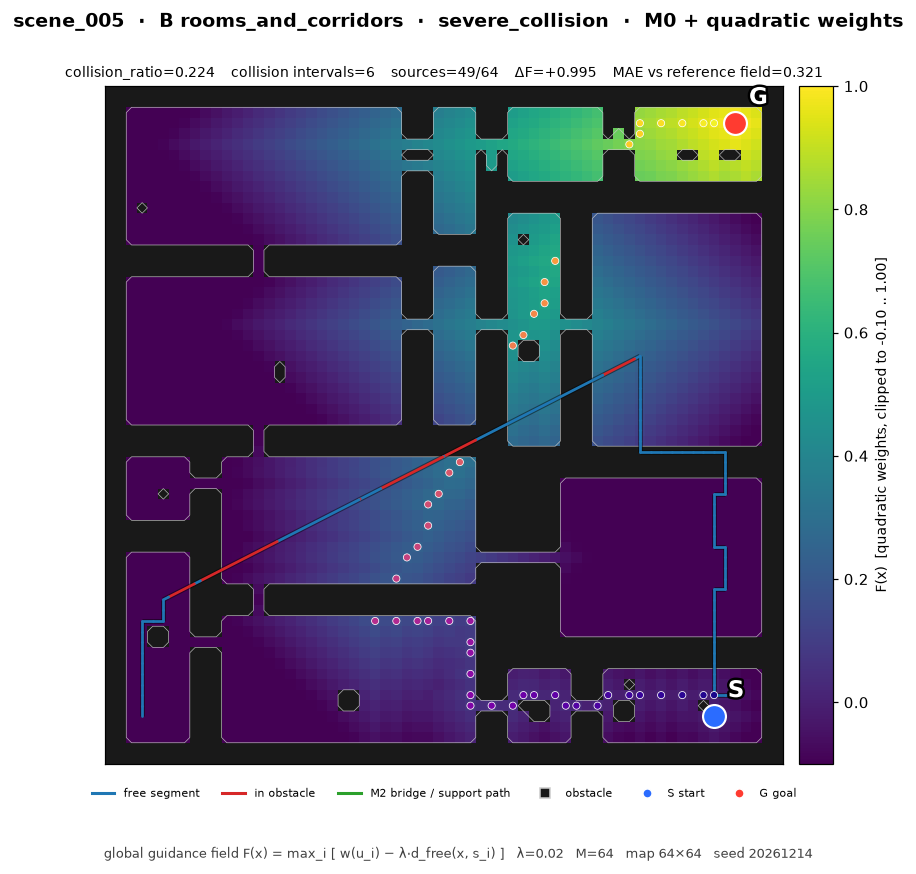 scene_005 · B rooms_and_corridors · severe_collision · M0 + quadratic weights
collision_ratio=0.224 collision intervals=6 sources=49/64 ΔF=+0.995 MAE vs reference field=0.321
G
S
1.0
0.8
0.6
0.4
0.2
0.0
F(x) [quadratic weights, clipped to -0.10 .. 1.00]
free segment in obstacle M2 bridge / support path obstacle S start G goal
global guidance field F(x) = max_i [ w(u_i) − λ·d_free(x, s_i) ] λ=0.02 M=64 map 64×64 seed 20261214